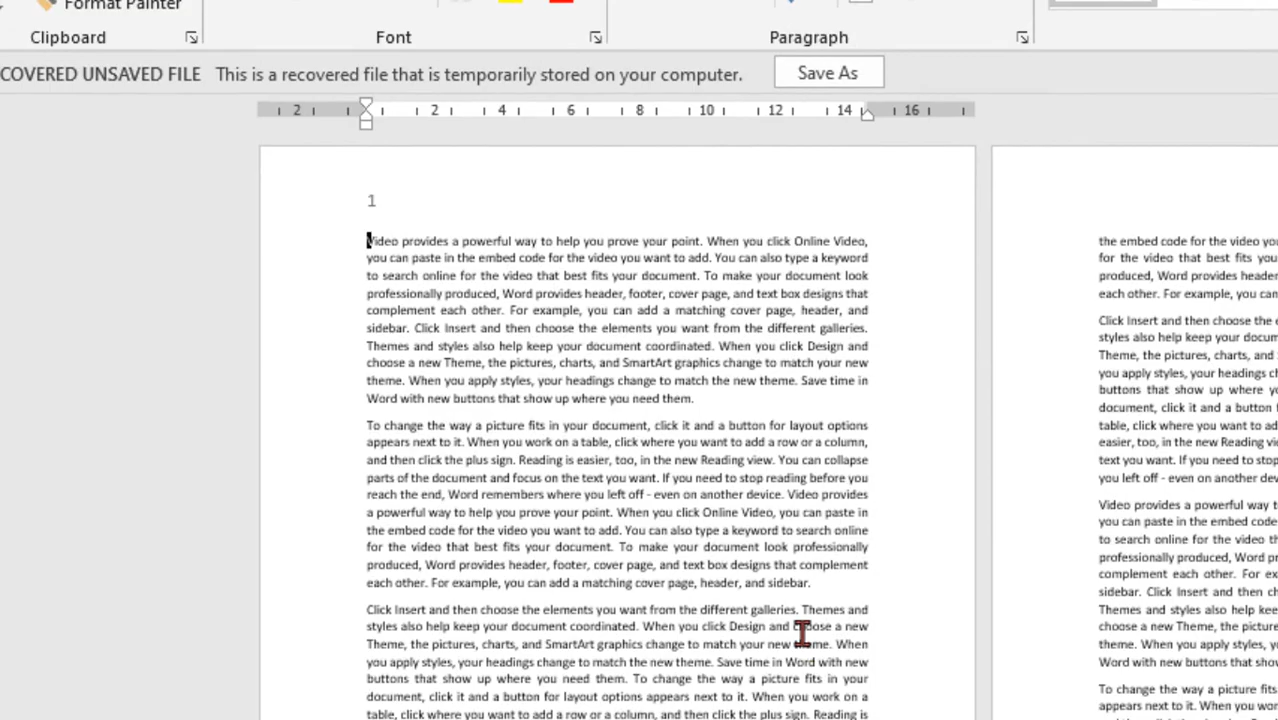 Format Painter
Clipboard
Font
Paragraph
COVERED UNSAVED FILE This is a recovered file that is temporarily stored on your computer. Save As
2 2 4 6 8 10 12 14 16
1
Video provides a powerful way to help you prove your point. When you click Online Video,
you can paste in the embed code for the video you want to add. You can also type a keyword
to search online for the video that best fits your document. To make your document look
professionally produced, Word provides header, footer, cover page, and text box designs that
complement each other. For example, you can add a matching cover page, header, and
sidebar. Click Insert and then choose the elements you want from the different galleries.
Themes and styles also help keep your document coordinated. When you click Design and
choose a new Theme, the pictures, charts, and SmartArt graphics change to match your new
theme. When you apply styles, your headings change to match the new theme. Save time in
Word with new buttons that show up where you need them.
To change the way a picture fits in your document, click it and a button for layout options
appears next to it. When you work on a table, click where you want to add a row or a column,
and then click the plus sign. Reading is easier, too, in the new Reading view. You can collapse
parts of the document and focus on the text you want. If you need to stop reading before you
reach the end, Word remembers where you left off - even on another device. Video provides
a powerful way to help you prove your point. When you click Online Video, you can paste in
the embed code for the video you want to add. You can also type a keyword to search online
for the video that best fits your document. To make your document look professionally
produced, Word provides header, footer, cover page, and text box designs that complement
each other. For example, you can add a matching cover page, header, and sidebar.
Click Insert and then choose the elements you want from the different galleries. Themes and
styles also help keep your document coordinated. When you click Design and choose a new
Theme, the pictures, charts, and SmartArt graphics change to match your new theme. When
you apply styles, your headings change to match the new theme. Save time in Word with new
buttons that show up where you need them. To change the way a picture fits in your
document, click it and a button for layout options appears next to it. When you work on a
table, click where you want to add a row or a column, and then click the plus sign. Reading is
the embed code for the video yo
for the video that best fits you
produced, Word provides header
each other. For example, you can
Click Insert and then choose the e
styles also help keep your docum
Theme, the pictures, charts, and
you apply styles, your headings c
buttons that show up where yo
document, click it and a button f
table, click where you want to add
easier, too, in the new Reading vi
text you want. If you need to stop
you left off - even on another de
Video provides a powerful way t
you can paste in the embed code
to search online for the video th
professionally produced, Word pr
complement each other. For ex
sidebar. Click Insert and then ch
Themes and styles also help kee
choose a new Theme, the pictures
theme. When you apply styles, yo
Word with new buttons that show
To change the way a picture fits
appears next to it. When you wor